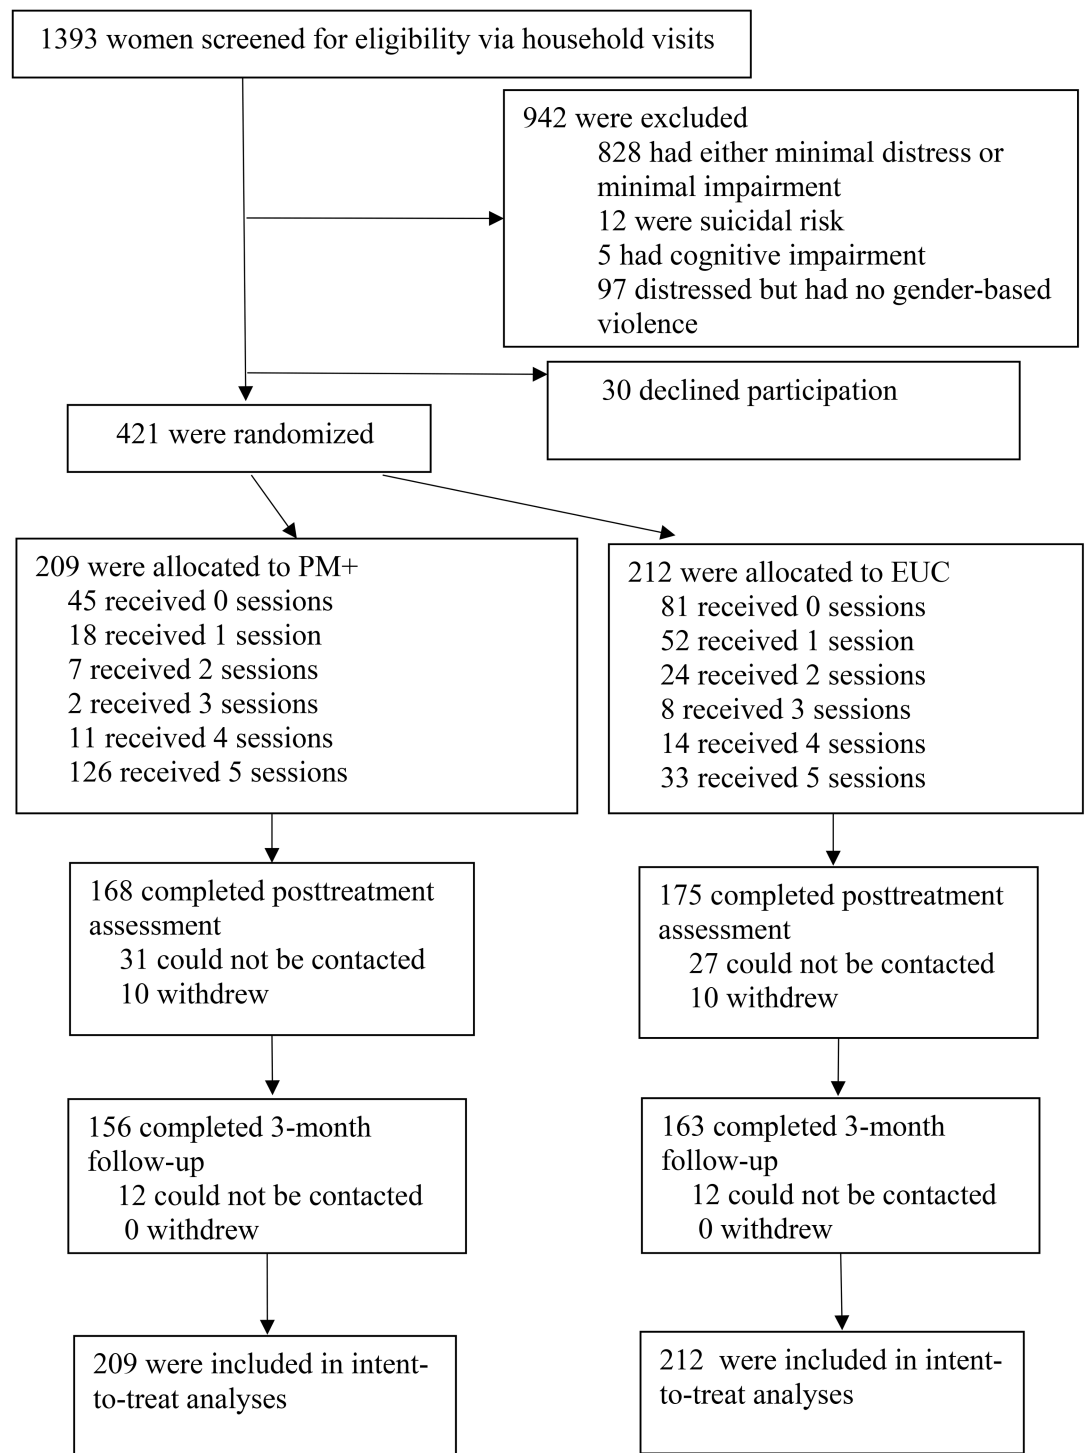 1393 women screened for eligibility via household visits
942 were excluded
828 had either minimal distress or
minimal impairment
12 were suicidal risk
5 had cognitive impairment
97 distressed but had no gender-based
violence
30 declined participation
421 were randomized
209 were allocated to PM+
45 received 0 sessions
18 received 1 session
7 received 2 sessions
2 received 3 sessions
11 received 4 sessions
126 received 5 sessions
212 were allocated to EUC
81 received 0 sessions
52 received 1 session
24 received 2 sessions
8 received 3 sessions
14 received 4 sessions
33 received 5 sessions
168 completed posttreatment
assessment
31 could not be contacted
10 withdrew
175 completed posttreatment
assessment
27 could not be contacted
10 withdrew
156 completed 3-month
follow-up
12 could not be contacted
0 withdrew
163 completed 3-month
follow-up
12 could not be contacted
0 withdrew
209 were included in intent-
to-treat analyses
212 were included in intent-
to-treat analyses